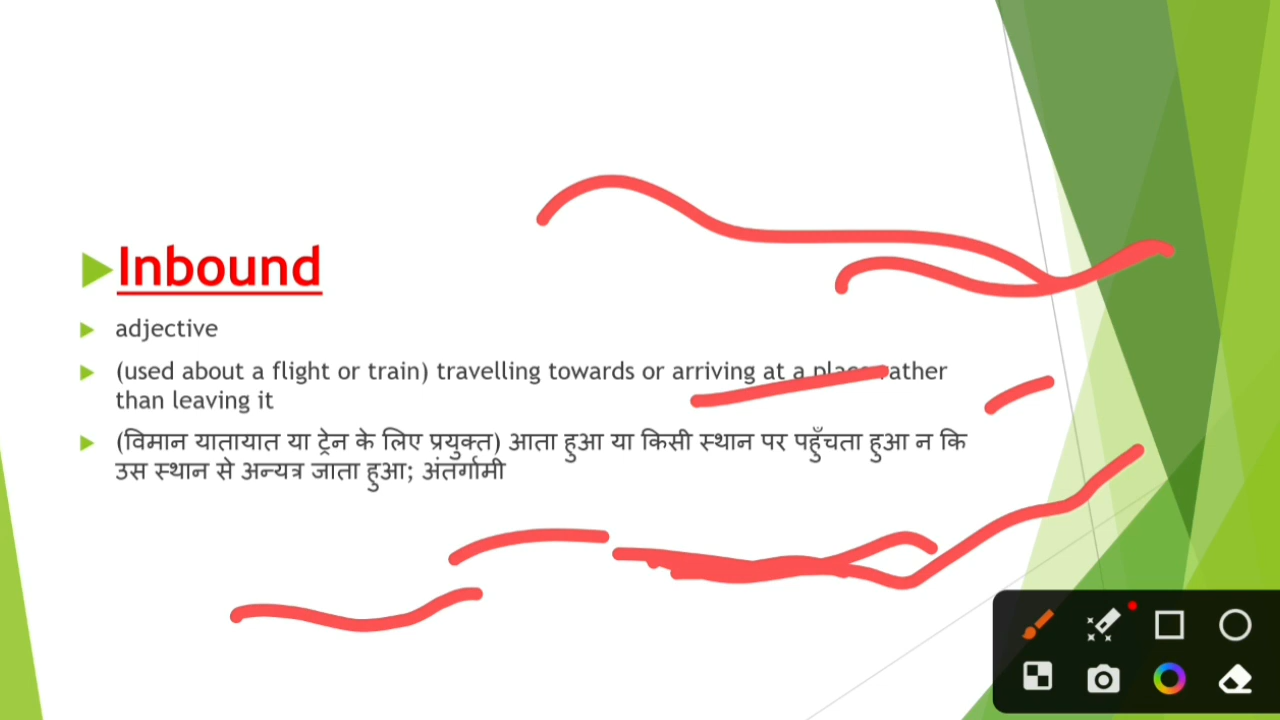 Inbound
adjective
(used about a flight or train) travelling towards or arriving at a place rather
than leaving it
(विमान यातायात या ट्रेन के लिए प्रयुक्त) आता हुआ या किसी स्थान पर पहुँचता हुआ न कि
उस स्थान से अन्यत्र जाता हुआ; अंतर्गामी